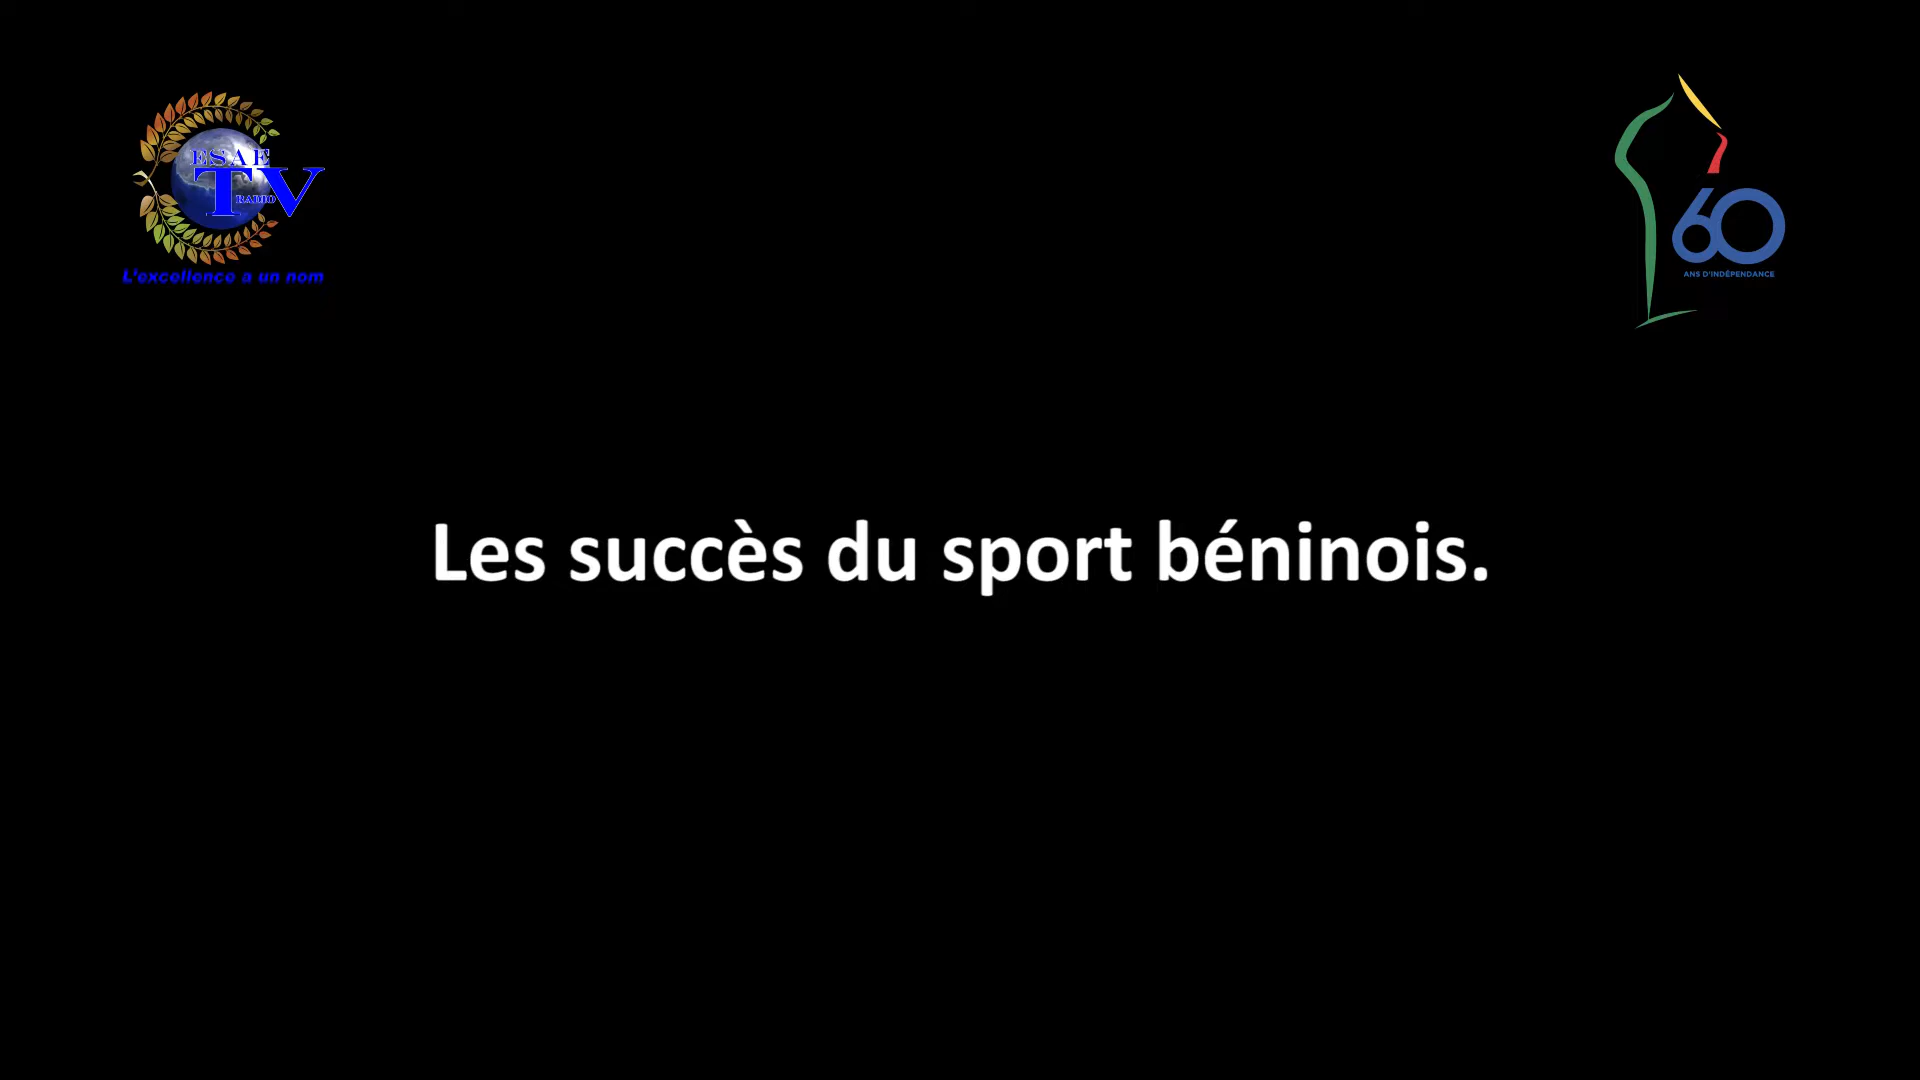 ESAE
TV
RADIO
L'excellence a un nom
60
ANS D'INDÉPENDANCE
Les succès du sport béninois.